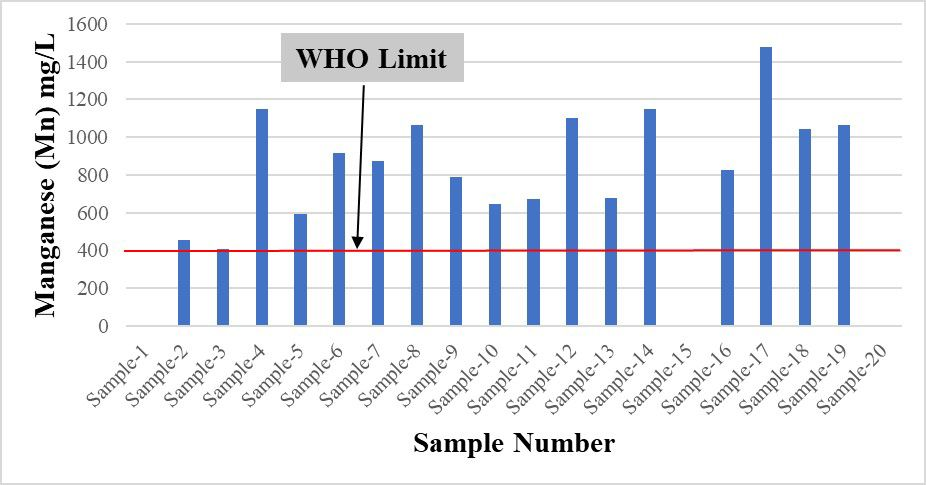 Manganese (Mn) mg/L
1600
1400
1200
1000
800
600
400
200
0
WHO Limit
Sample-1
Sample-2
Sample-3
Sample-4
Sample-5
Sample-6
Sample-7
Sample-8
Sample-9
Sample-10
Sample-11
Sample-12
Sample-13
Sample-14
Sample-15
Sample-16
Sample-17
Sample-18
Sample-19
Sample-20
Sample Number